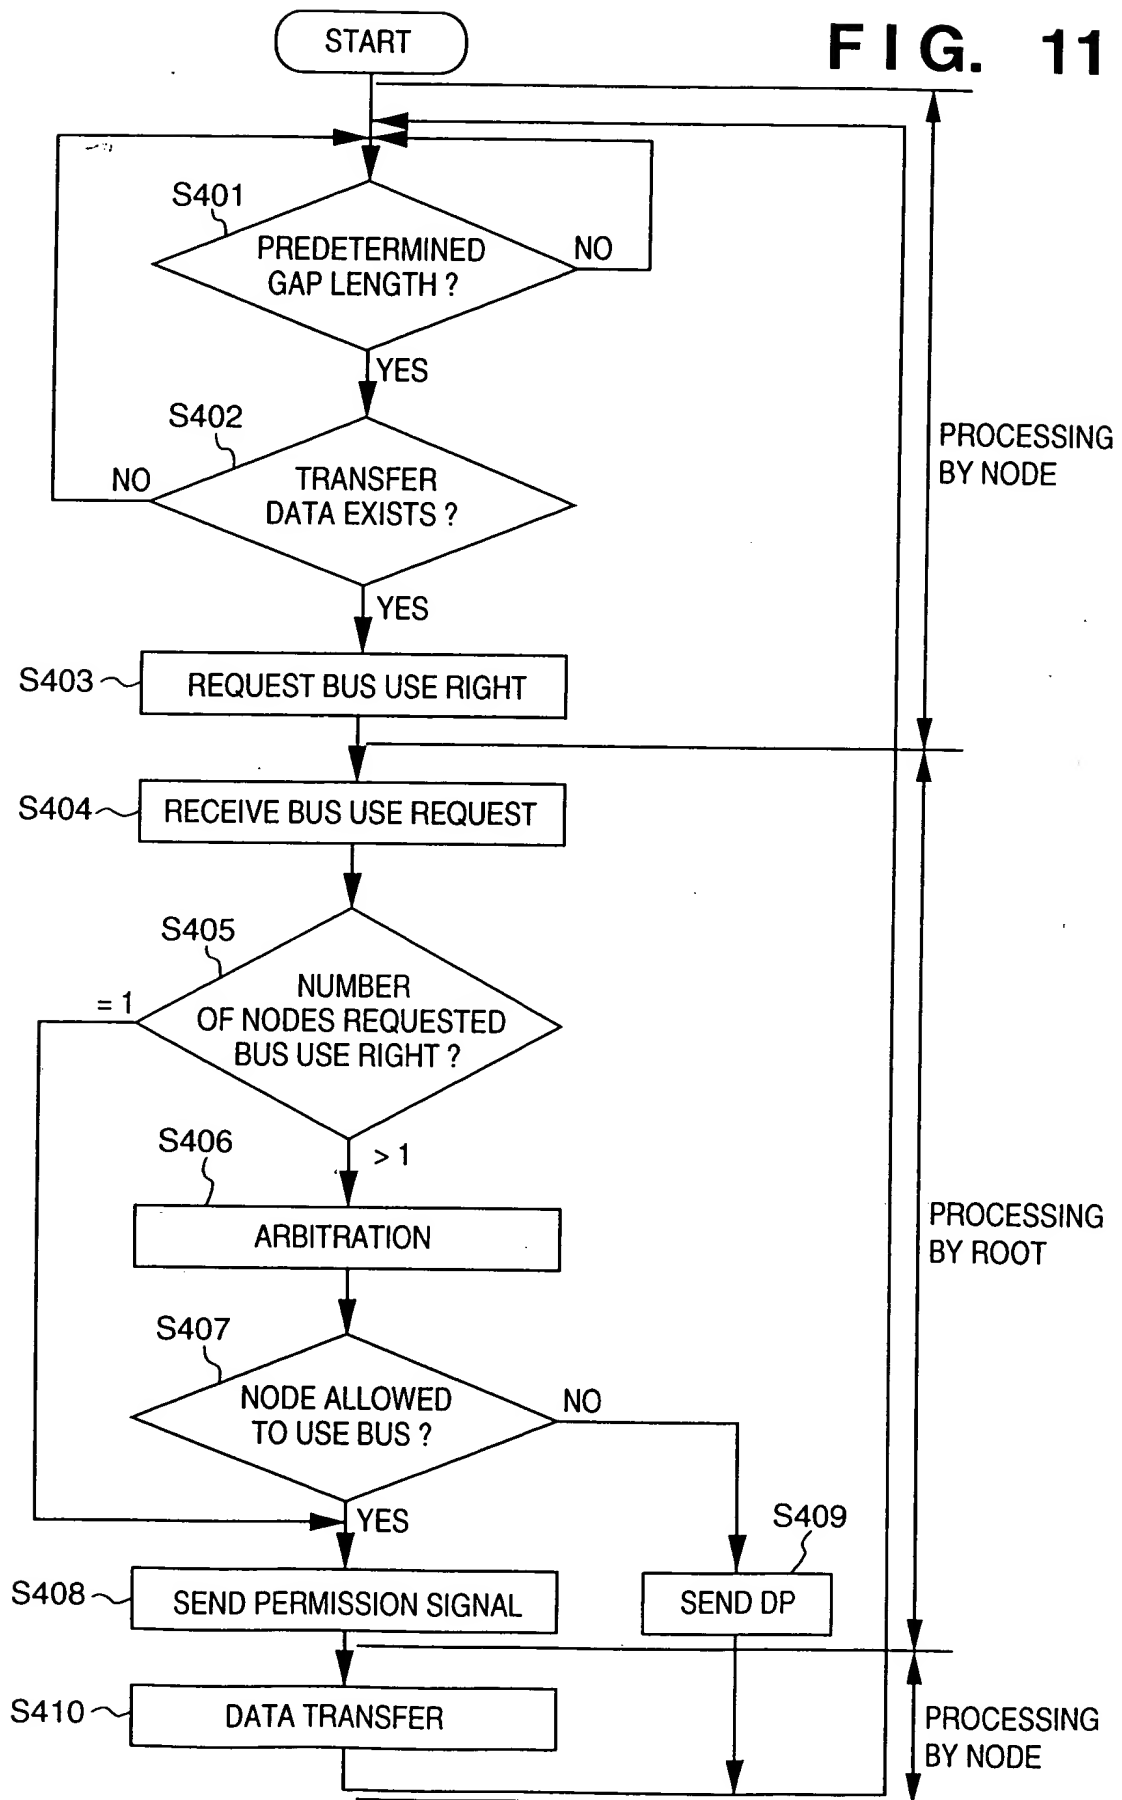 START
FIG. 11
S401
PREDETERMINED
GAP LENGTH ?
NO
YES
S402
NO
TRANSFER
DATA EXISTS ?
PROCESSING
BY NODE
YES
S403
REQUEST BUS USE RIGHT
S404
RECEIVE BUS USE REQUEST
S405
= 1
NUMBER
OF NODES REQUESTED
BUS USE RIGHT ?
S406
> 1
ARBITRATION
PROCESSING
BY ROOT
S407
NODE ALLOWED
TO USE BUS ?
NO
YES
S409
S408
SEND PERMISSION SIGNAL
SEND DP
S410
DATA TRANSFER
PROCESSING
BY NODE